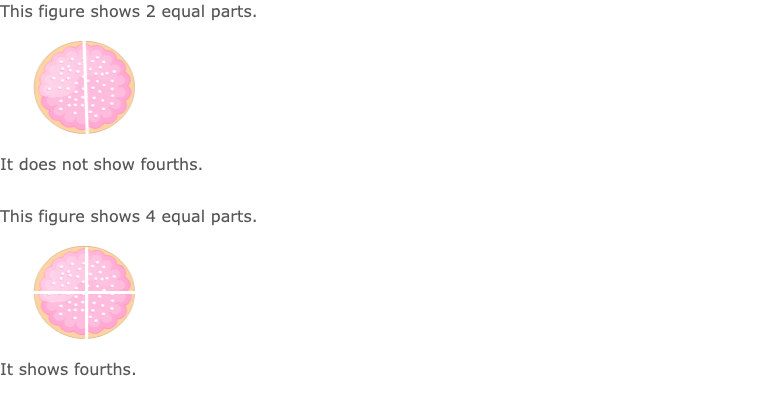 This figure shows 2 equal parts.
It does not show fourths.
This figure shows 4 equal parts.
It shows fourths.